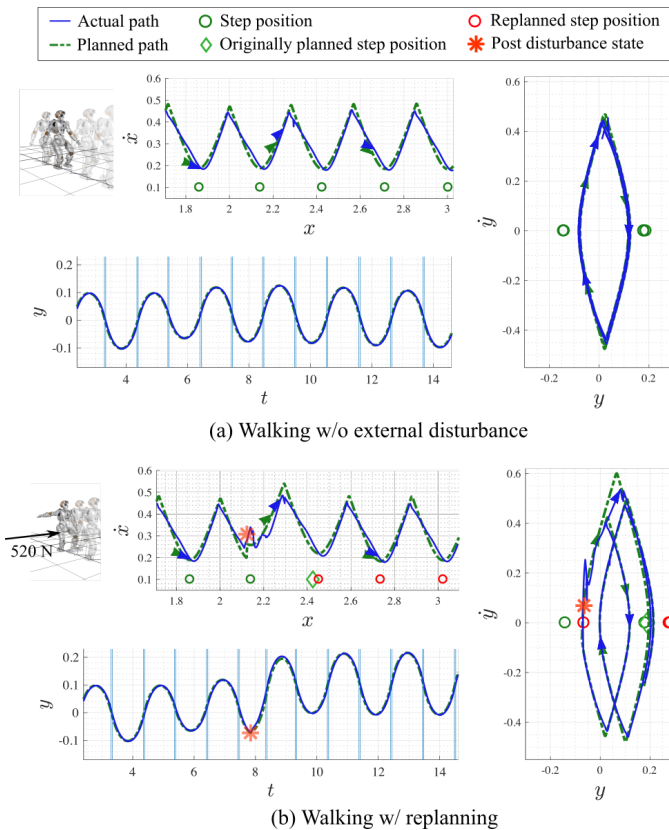 Actual path
Step position
Replanned step position
Planned path
Originally planned step position
Post disturbance state
0.6
0.5
0.4
0.3
0.2
0.1
ẋ
1.8 2 2.2 2.4 2.6 2.8 3
x
0.2
0.1
0
-0.1
y
4 6 8 10 12 14
t
0.6
0.4
0.2
0
-0.2
-0.4
ẏ
-0.2 0 0.2
y
(a) Walking w/o external disturbance
520 N
0.6
0.5
0.4
0.3
0.2
0.1
ẋ
1.8 2 2.2 2.4 2.6 2.8 3
x
0.2
0.1
0
-0.1
y
4 6 8 10 12 14
t
0.6
0.4
0.2
0
-0.2
-0.4
ẏ
-0.2 0 0.2
y
(b) Walking w/ replanning